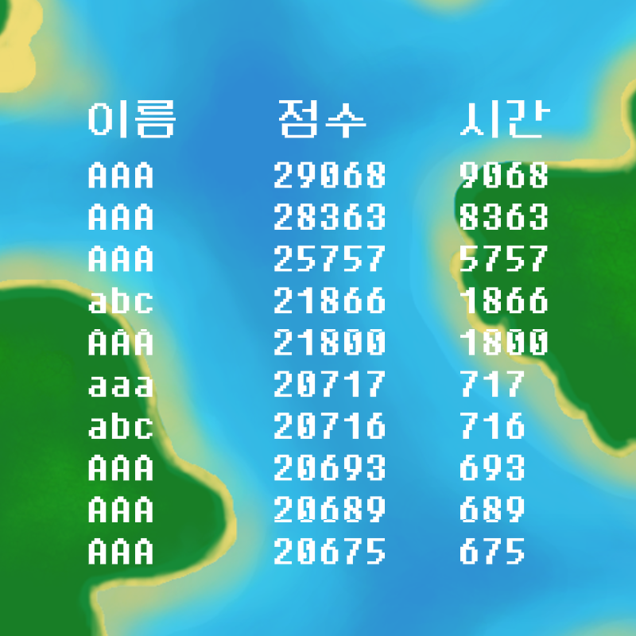 이름 점수 시간
AAA 29068 9068
AAA 28363 8363
AAA 25757 5757
abc 21866 1866
AAA 21800 1800
aaa 20717 717
abc 20716 716
AAA 20693 693
AAA 20689 689
AAA 20675 675